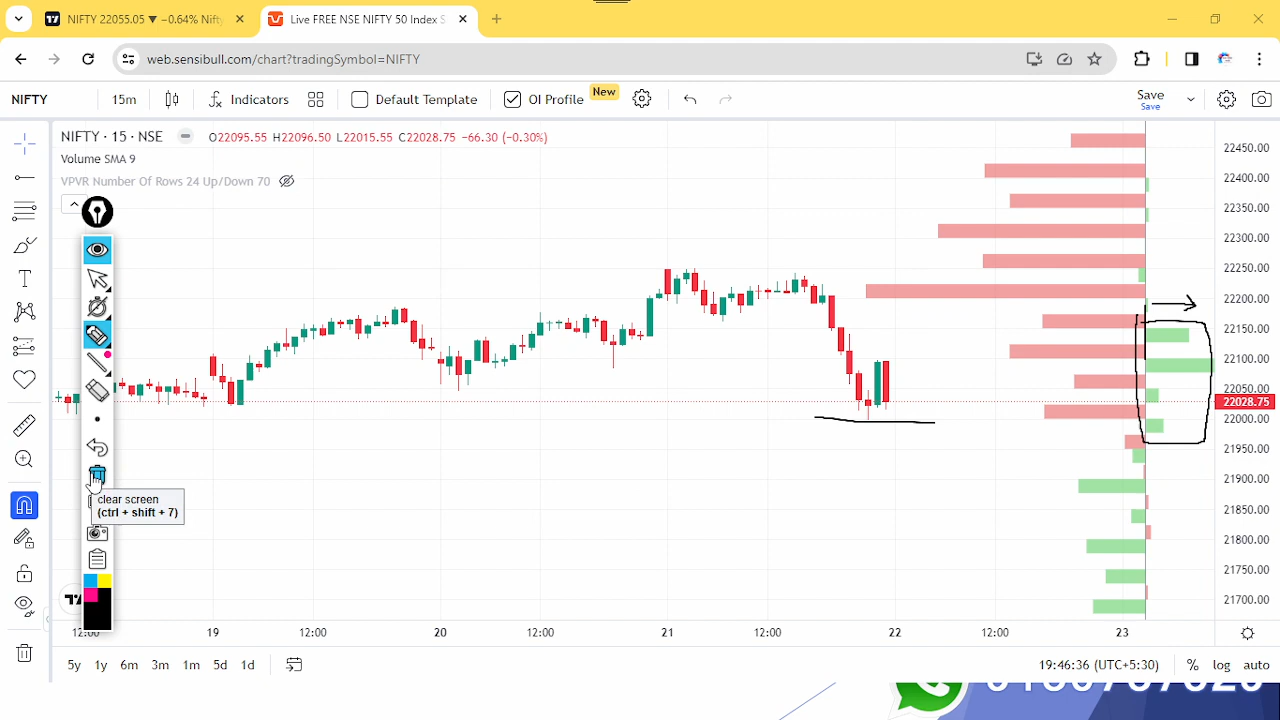 NIFTY 22055.05 ▼ −0.64% Nifty
Live FREE NSE NIFTY 50 Index S
web.sensibull.com/chart?tradingSymbol=NIFTY
NIFTY
15m
Indicators
Default Template
OI Profile
New
Save
Save
NIFTY · 15 · NSE
O22095.55 H22096.50 L22015.55 C22028.75 −66.30 (−0.30%)
Volume SMA 9
VPVR Number Of Rows 24 Up/Down 70
clear screen
(ctrl + shift + 7)
22450.00
22400.00
22350.00
22300.00
22250.00
22200.00
22150.00
22100.00
22050.00
22028.75
22000.00
21950.00
21900.00
21850.00
21800.00
21750.00
21700.00
12:00 19 12:00 20 12:00 21 12:00 22 12:00 23
5y 1y 6m 3m 1m 5d 1d
19:46:36 (UTC+5:30) % log auto